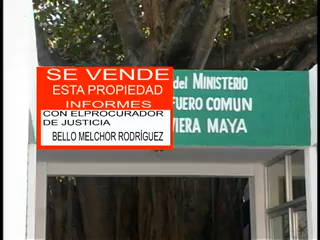 SE VENDE
ESTA PROPIEDAD
INFORMES
CON ELPROCURADOR
DE JUSTICIA
BELLO MELCHOR RODRÍGUEZ
del MINISTERIO
FUERO COMUN
VIERA MAYA